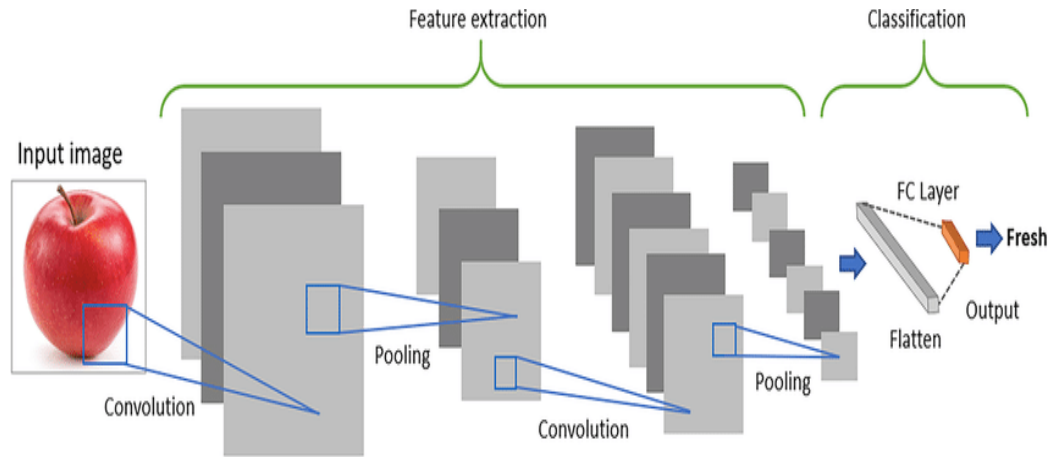 Feature extraction
Classification
Input image
Convolution
Pooling
Convolution
Pooling
FC Layer
Flatten
Output
Fresh